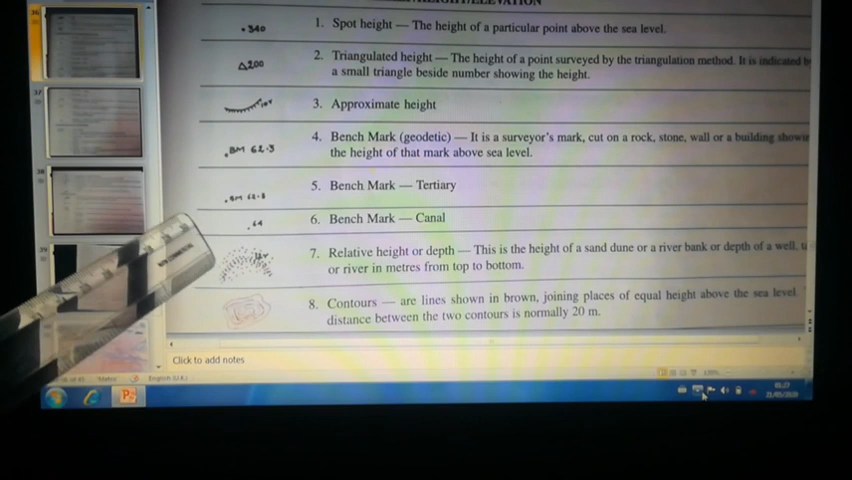 .340
1. Spot height — The height of a particular point above the sea level.
△200
2. Triangulated height — The height of a point surveyed by the triangulation method. It is indicated
a small triangle beside number showing the height.
3. Approximate height
.BM 62.3
4. Bench Mark (geodetic) — It is a surveyor's mark, cut on a rock, stone, wall or a building
the height of that mark above sea level.
5. Bench Mark — Tertiary
.64
6. Bench Mark — Canal
7. Relative height or depth — This is the height of a sand dune or a river bank or depth of a well,
or river in metres from top to bottom.
8. Contours — are lines shown in brown, joining places of equal height above the sea level.
distance between the two contours is normally 20 m.
Click to add notes
English (U.S.)